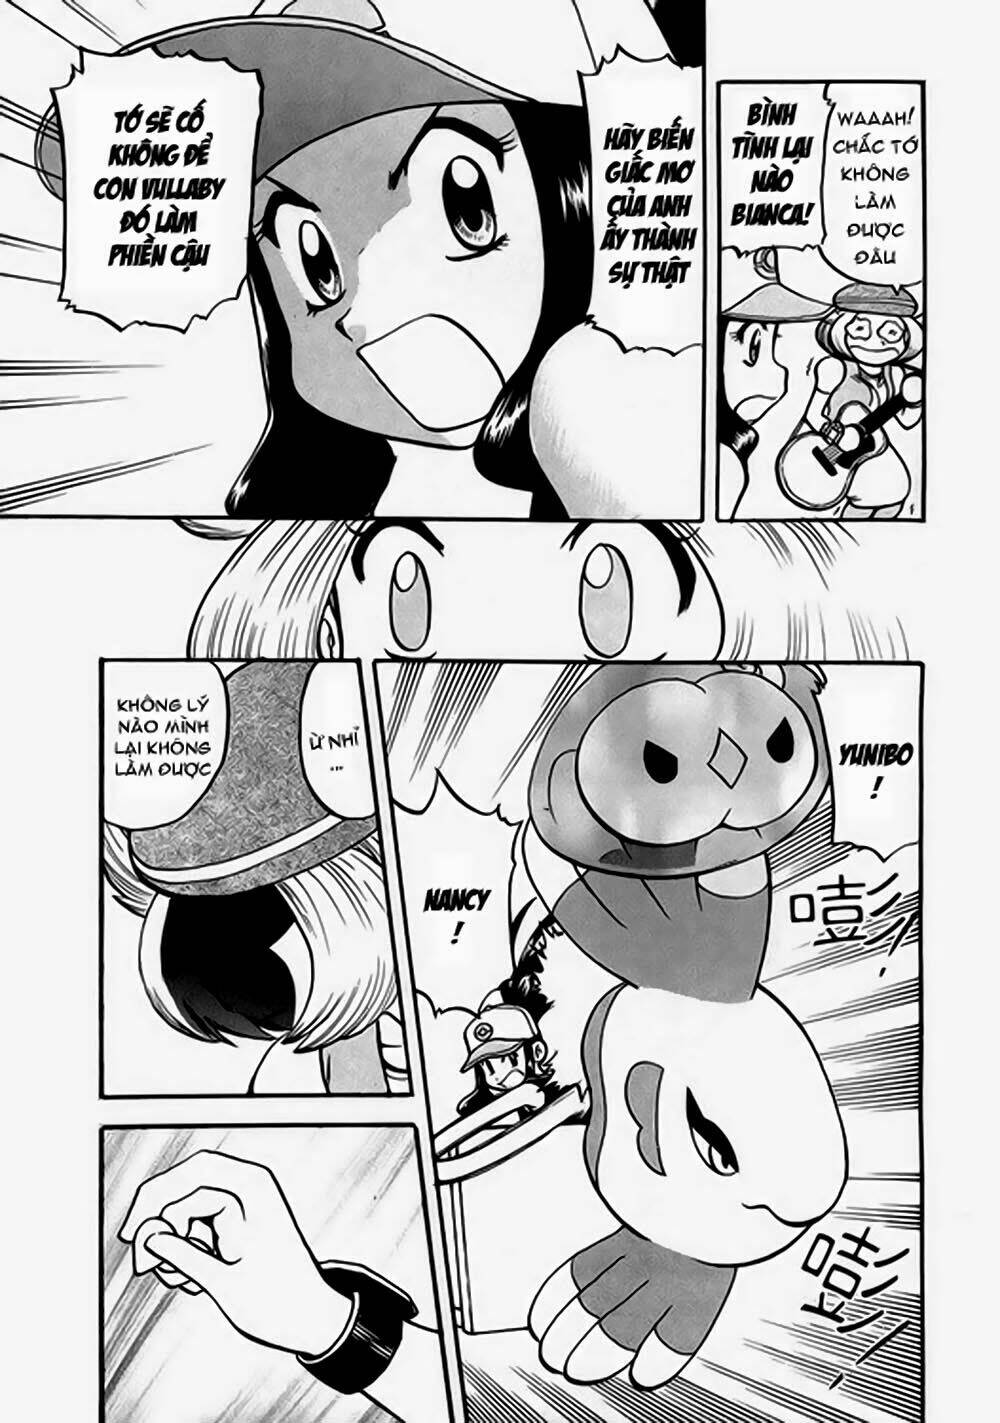 WAAAH!
CHẮC TỚ
KHÔNG
LÀM
ĐƯỢC
ĐÂU
BÌNH
TĨNH LẠI
NÀO
BIANCA!
HÃY BIẾN
GIẤC MƠ
CỦA ANH
ẤY THÀNH
SỰ THẬT
TỚ SẼ CỐ
KHÔNG ĐỂ
CON VULLABY
ĐÓ LÀM
PHIỀN CẬU
YUNIBO
!
嘭
NANCY
!
嘭
Ừ NHỈ
...
KHÔNG LÝ
NÀO MÌNH
LẠI KHÔNG
LÀM ĐƯỢC